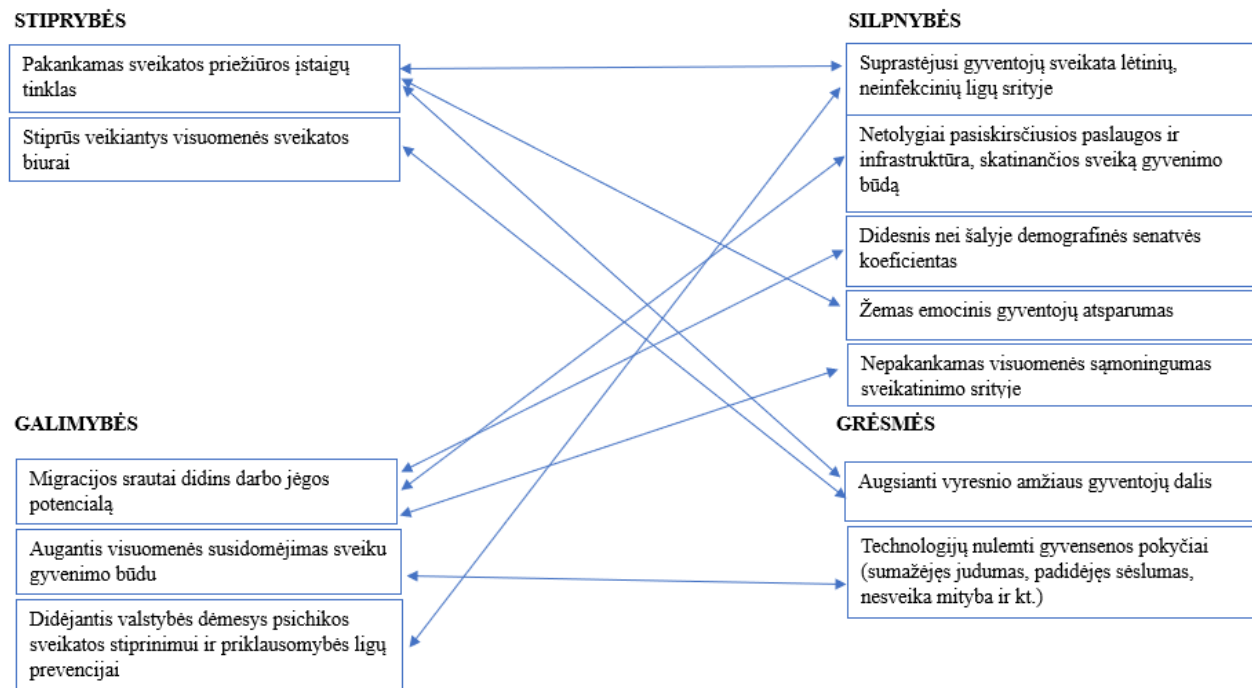 STIPRYBĖS
Pakankamas sveikatos priežiūros įstaigų
tinklas
Stiprūs veikiantys visuomenės sveikatos
biurai
SILPNYBĖS
Suprastėjusi gyventojų sveikata lėtinių,
neinfekcinių ligų srityje
Netolygiai pasiskirsčiusios paslaugos ir
infrastruktūra, skatinančios sveiką gyvenimo
būdą
Didesnis nei šalyje demografinės senatvės
koeficientas
Žemas emocinis gyventojų atsparumas
Nepakankamas visuomenės sąmoningumas
sveikatinimo srityje
GALIMYBĖS
Migracijos srautai didins darbo jėgos
potencialą
Augantis visuomenės susidomėjimas sveiku
gyvenimo būdu
Didėjantis valstybės dėmesys psichikos
sveikatos stiprinimui ir priklausomybės ligų
prevencijai
GRĖSMĖS
Augsianti vyresnio amžiaus gyventojų dalis
Technologijų nulemti gyvensenos pokyčiai
(sumažėjęs judumas, padidėjęs sėslumas,
nesveika mityba ir kt.)